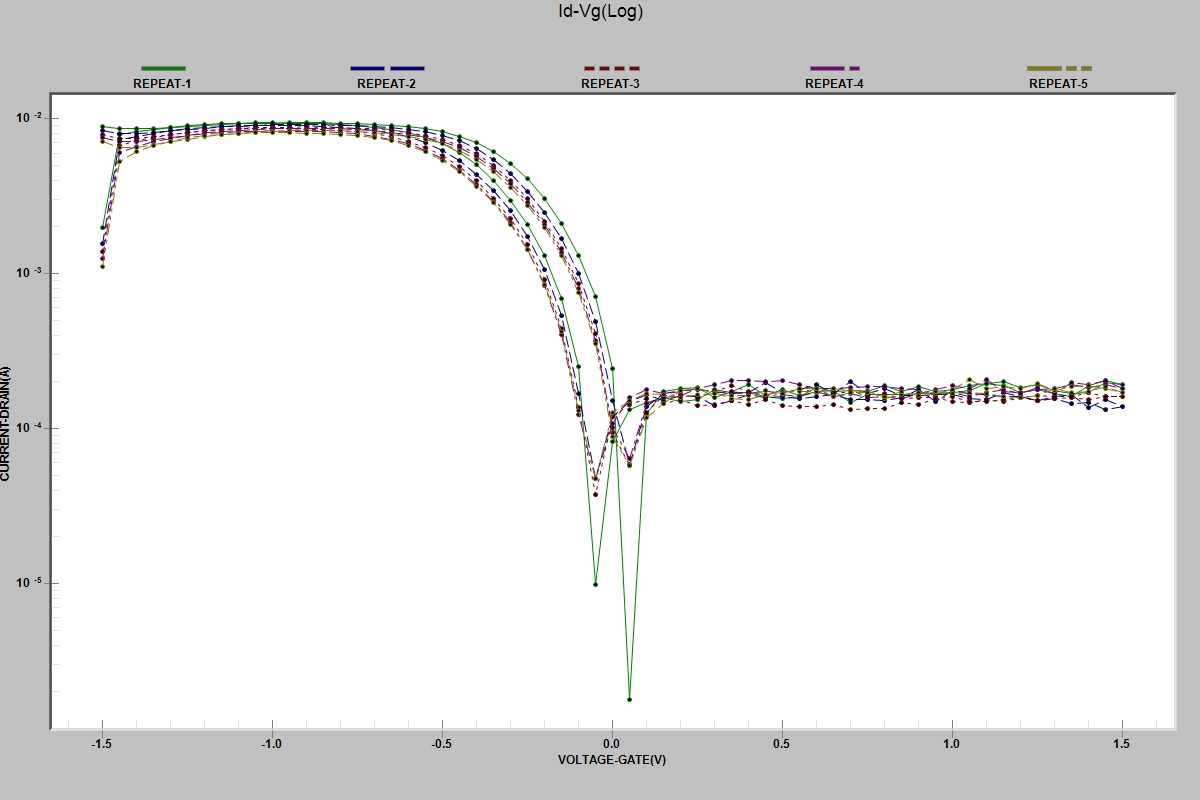 Id-Vg(Log)
REPEAT-1 REPEAT-2 REPEAT-3 REPEAT-4 REPEAT-5
10 -2
10 -3
10 -4
10 -5
CURRENT-DRAIN(A)
-1.5 -1.0 -0.5 0.0 0.5 1.0 1.5
VOLTAGE-GATE(V)